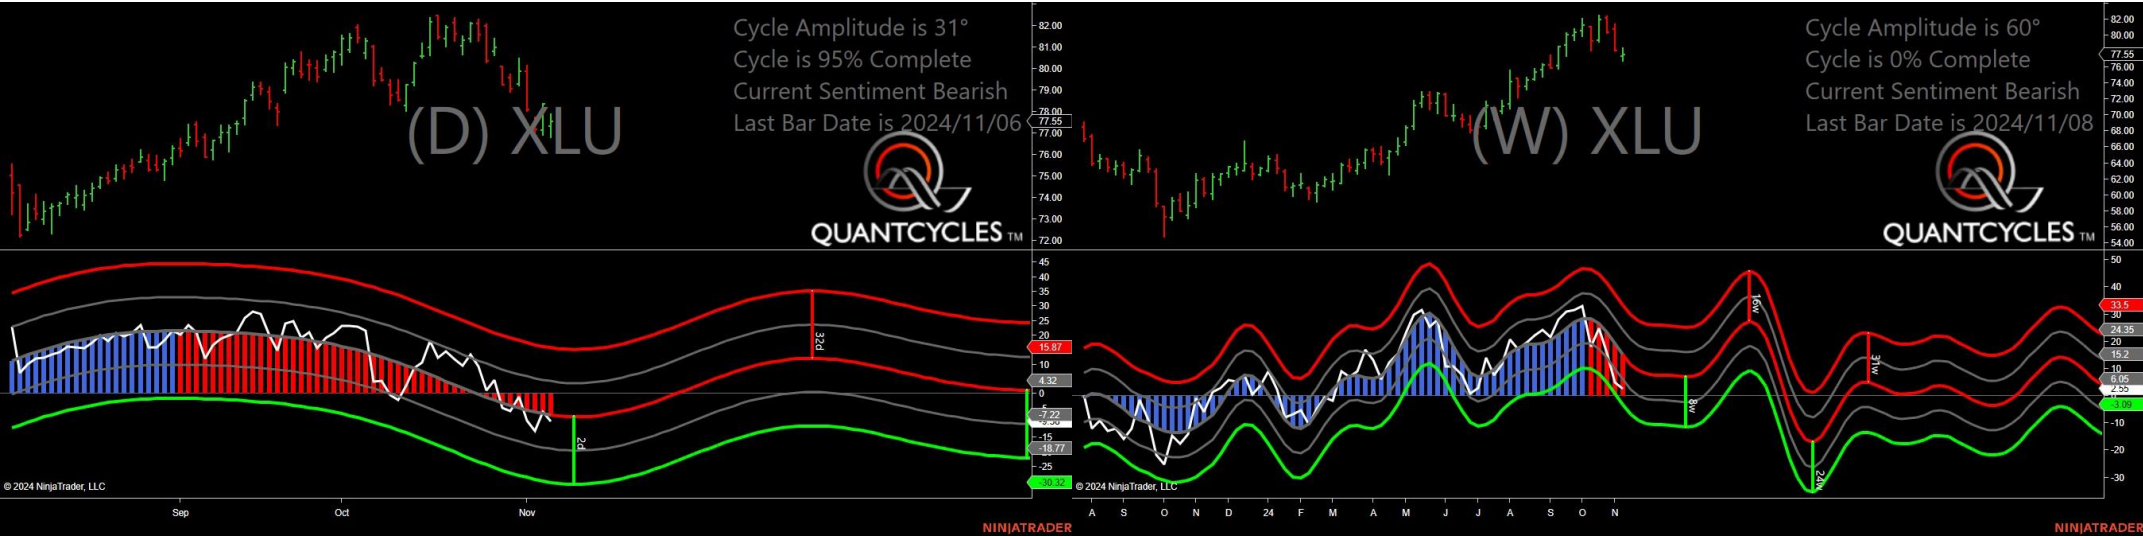 Cycle Amplitude is 31°
Cycle is 95% Complete
Current Sentiment Bearish
Last Bar Date is 2024/11/06
(D) XLU
QUANTCYCLES TM
82.00
81.00
80.00
79.00
78.00
77.55
77.00
76.00
75.00
74.00
73.00
72.00
45
40
35
30
25
20
15.87
10
4.32
0
-7.22
-15
-18.77
-25
-30.32
32d
2d
© 2024 NinjaTrader, LLC
Sep Oct Nov
NINJATRADER
Cycle Amplitude is 60°
Cycle is 0% Complete
Current Sentiment Bearish
Last Bar Date is 2024/11/08
(W) XLU
QUANTCYCLES TM
82.00
80.00
77.55
76.00
74.00
72.00
70.00
68.00
66.00
64.00
62.00
60.00
58.00
56.00
54.00
50
40
33.5
24.35
20
15.2
10
6.05
2.55
-3.09
-10
-20
-30
16w
31w
8w
24w
© 2024 NinjaTrader, LLC
A S O N D 24 F M A M J J A S O N
NINJATRADER